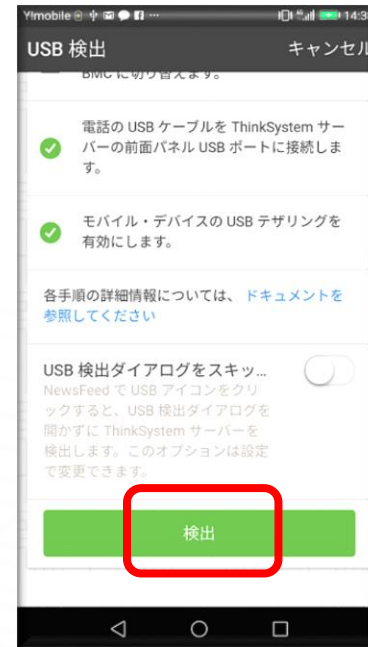 Y!mobile 14:3
USB 検出 キャンセル
BMC に切り替えます。
電話の USB ケーブルを ThinkSystem サー
バーの前面パネル USB ポートに接続しま
す。
モバイル・デバイスの USB テザリングを
有効にします。
各手順の詳細情報については、 ドキュメントを
参照してください
USB 検出ダイアログをスキッ...
NewsFeed で USB アイコンをクリ
ックすると、USB 検出ダイアログを
開かずに ThinkSystem サーバーを
検出します。このオプションは設定
で変更できます。
検出